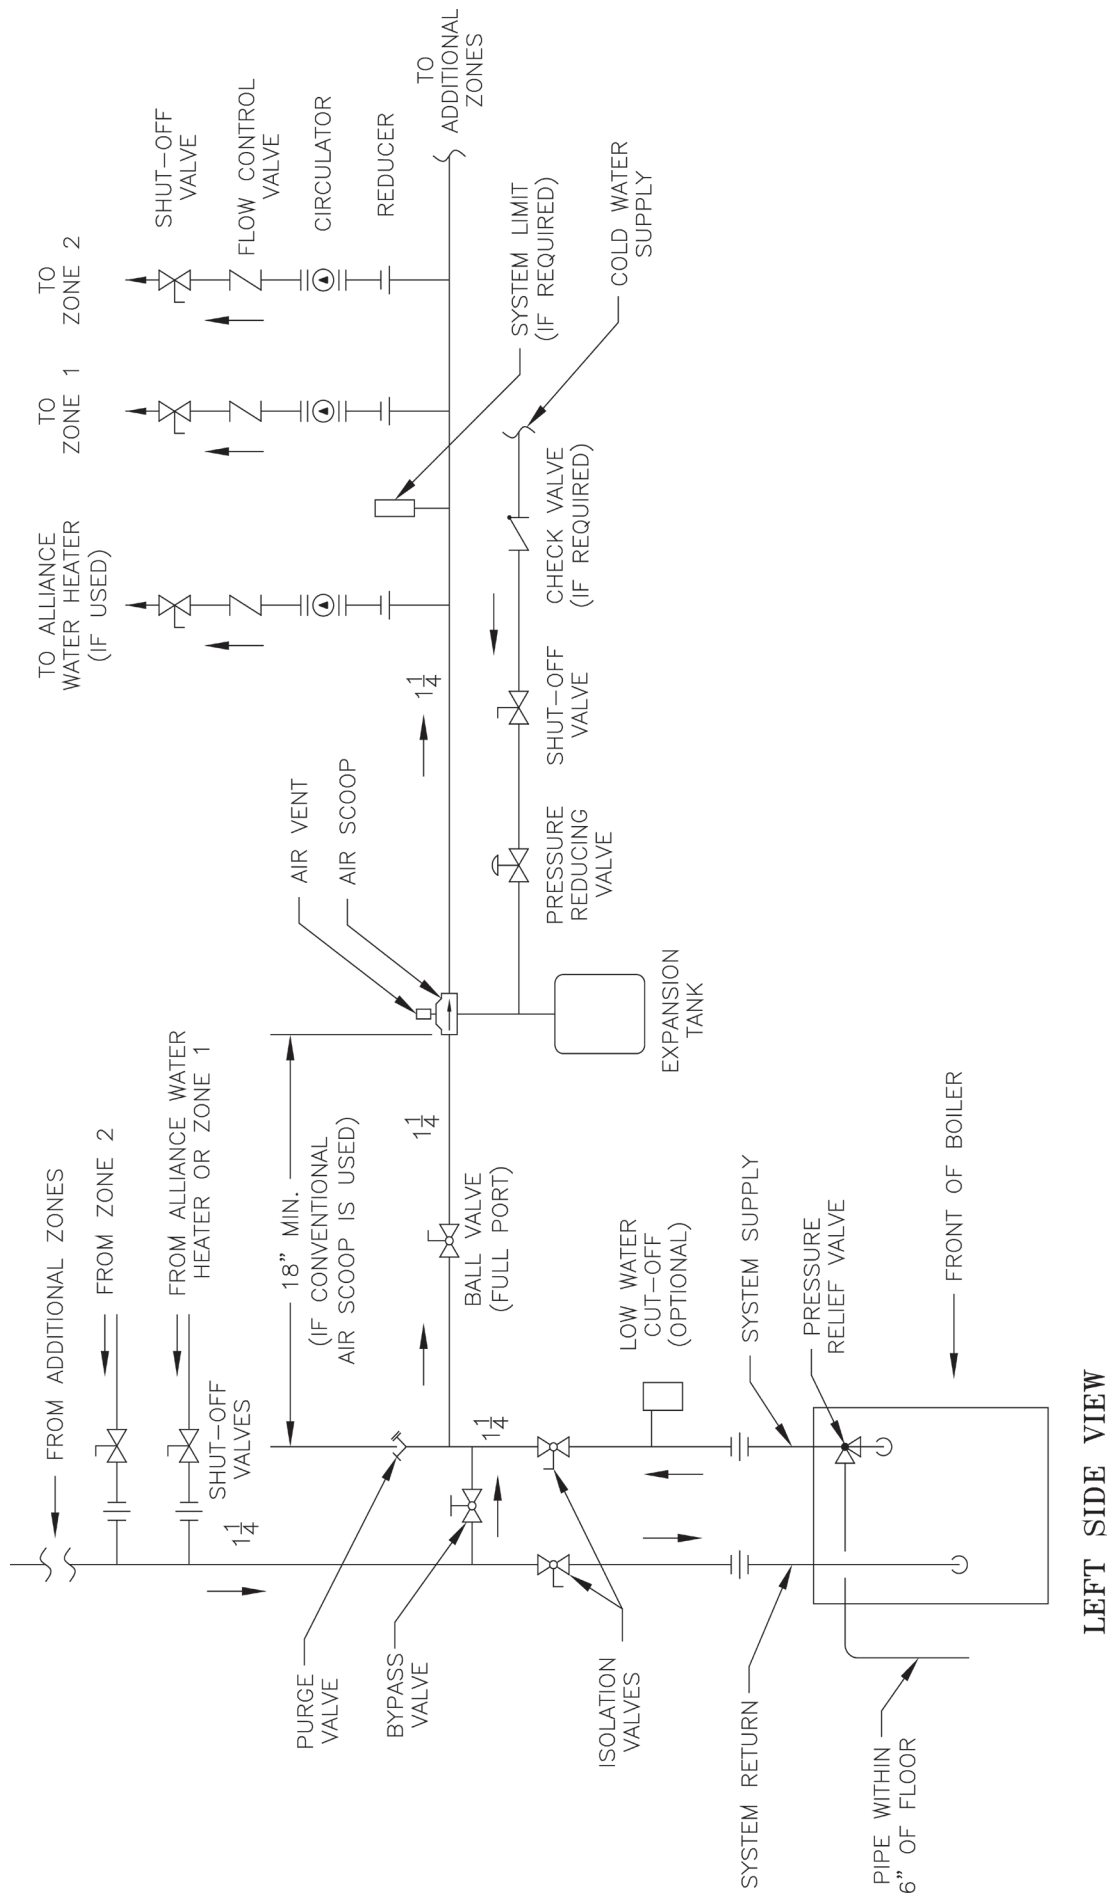 TO ALLIANCE
WATER HEATER
(IF USED)
TO
ZONE 1
TO
ZONE 2
SHUT-OFF
VALVE
FLOW CONTROL
VALVE
CIRCULATOR
REDUCER
TO
ADDITIONAL
ZONES
SYSTEM LIMIT
(IF REQUIRED)
COLD WATER
SUPPLY
CHECK VALVE
(IF REQUIRED)
SHUT-OFF
VALVE
PRESSURE
REDUCING
VALVE
1 1/4
AIR VENT
AIR SCOOP
EXPANSION
TANK
FROM ADDITIONAL ZONES
FROM ZONE 2
FROM ALLIANCE WATER
HEATER OR ZONE 1
SHUT-OFF
VALVES
1 1/4
18" MIN.
(IF CONVENTIONAL
AIR SCOOP IS USED)
1 1/4
BALL VALVE
(FULL PORT)
1 1/4
LOW WATER
CUT-OFF
(OPTIONAL)
SYSTEM SUPPLY
PRESSURE
RELIEF VALVE
FRONT OF BOILER
PURGE
VALVE
BYPASS
VALVE
ISOLATION
VALVES
SYSTEM RETURN
PIPE WITHIN
6" OF FLOOR
LEFT SIDE VIEW